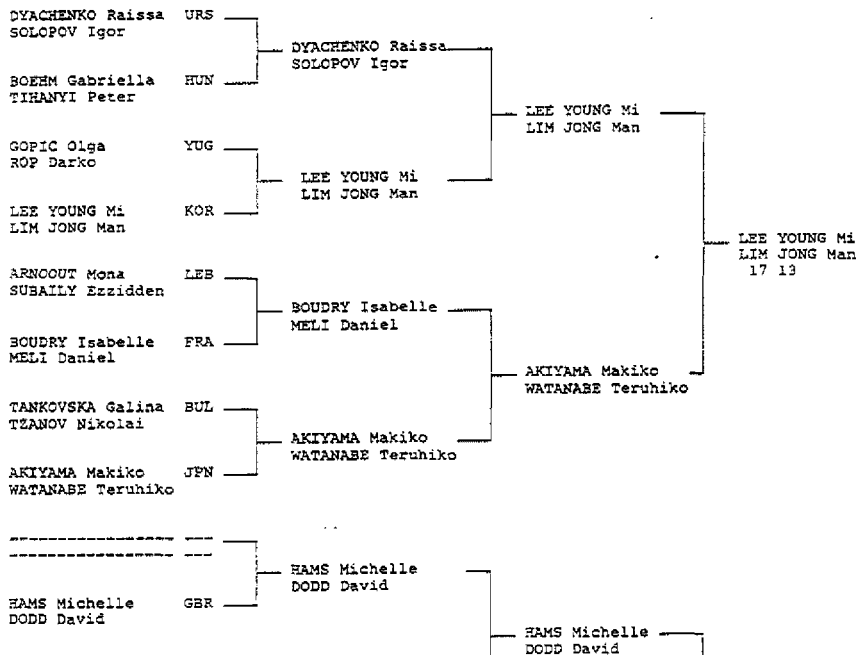 DYACHENKO Raissa URS
SOLOPOV Igor
BOEHM Gabriella HUN
TIHANYI Peter
GOPIC Olga YUG
ROP Darko
LEE YOUNG Mi KOR
LIM JONG Man
ARNOOUT Mona LEB
SUBAILY Ezzidden
BOUDRY Isabelle FRA
MELI Daniel
TANKOVSKA Galina BUL
TZANOV Nikolai
AKIYAMA Makiko JPN
WATANABE Teruhiko
------------------ ---
------------------ ---
HAMS Michelle GBR
DODD David
DYACHENKO Raissa
SOLOPOV Igor
LEE YOUNG Mi
LIM JONG Man
BOUDRY Isabelle
MELI Daniel
AKIYAMA Makiko
WATANABE Teruhiko
HAMS Michelle
DODD David
LEE YOUNG Mi
LIM JONG Man
AKIYAMA Makiko
WATANABE Teruhiko
HAMS Michelle
DODD David
LEE YOUNG Mi
LIM JONG Man
17 13